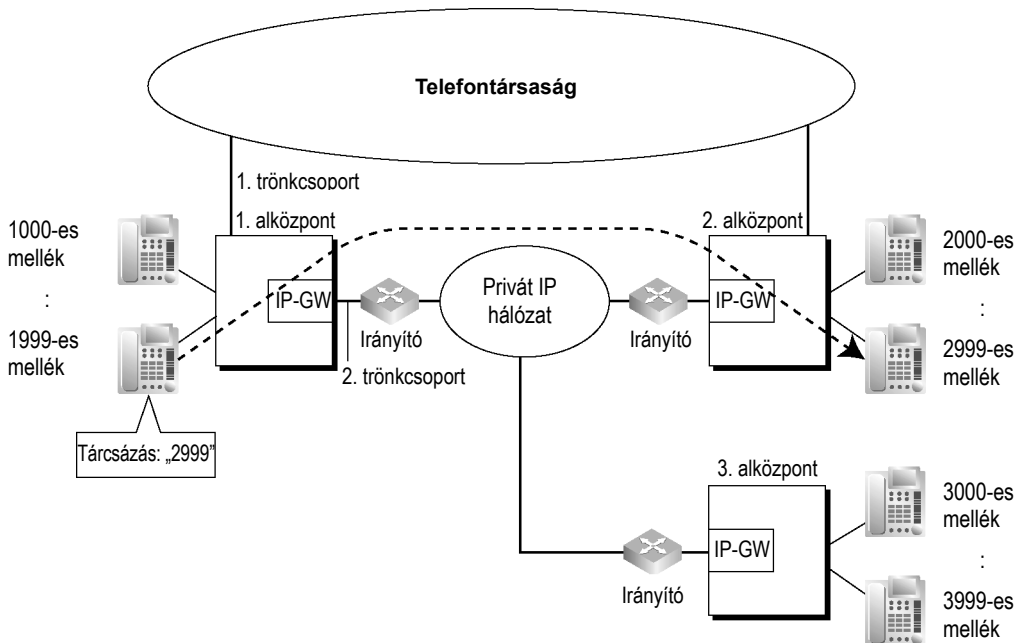 Telefontársaság
1. trönkcsoport
1. alközpont
2. alközpont
1000-es
mellék
:
1999-es
mellék
IP-GW
Irányító
2. trönkcsoport
Privát IP
hálózat
Irányító
IP-GW
2000-es
mellék
:
2999-es
mellék
Tárcsázás: „2999”
3. alközpont
IP-GW
Irányító
3000-es
mellék
:
3999-es
mellék